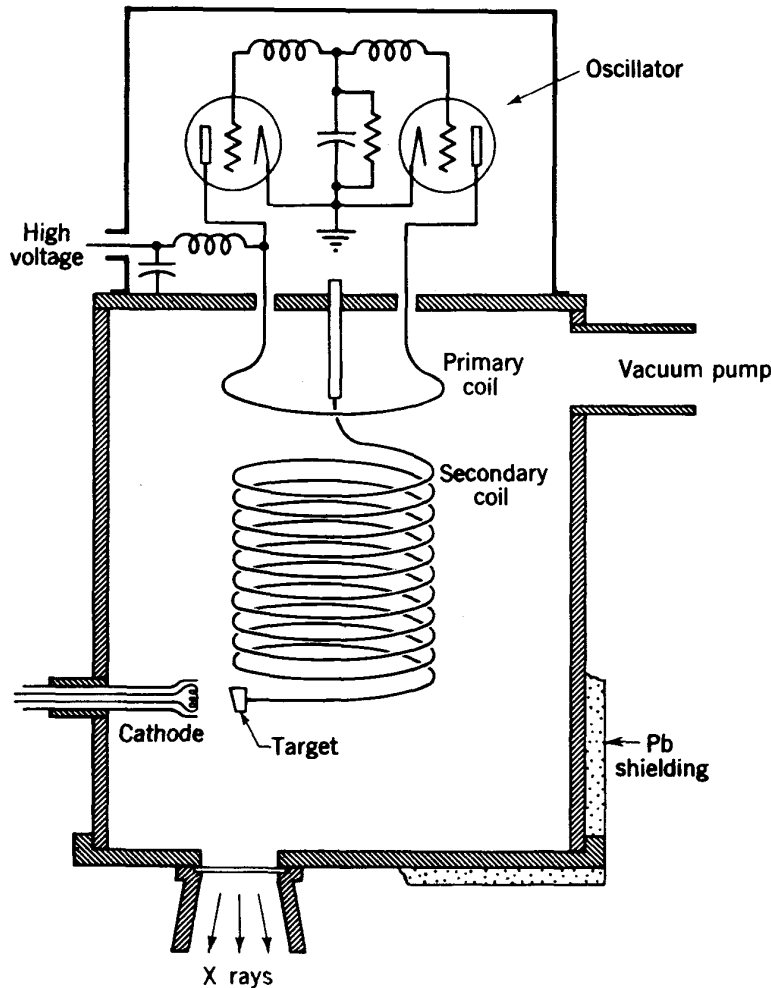 Oscillator
High
voltage
Primary
coil
Vacuum pump
Secondary
coil
Cathode
Target
Pb
shielding
X rays